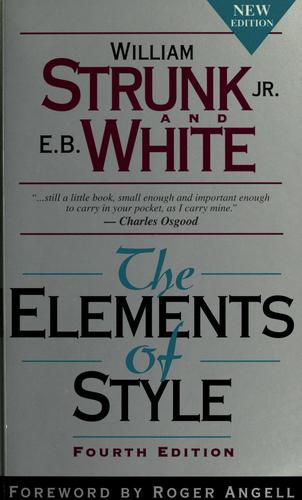 NEW
EDITION
WILLIAM
STRUNK JR.
AND
E.B. WHITE
“...still a little book, small enough and important enough
to carry in your pocket, as I carry mine.”
— Charles Osgood
The
ELEMENTS
of
STYLE
FOURTH EDITION
FOREWORD BY ROGER ANGELL